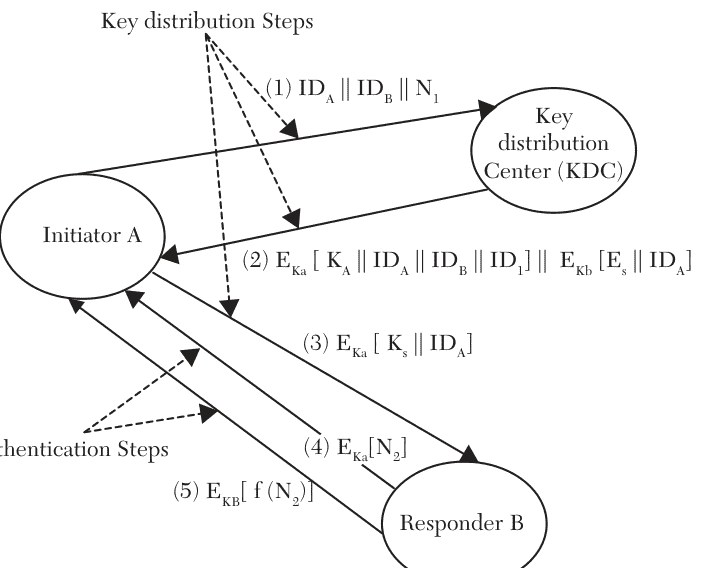 Key distribution Steps
(1) ID_A || ID_B || N_1
Key
distribution
Center (KDC)
Initiator A
(2) E_Ka [ K_A || ID_A || ID_B || ID_1] || E_Kb [E_s || ID_A]
(3) E_Ka [ K_s || ID_A]
thentication Steps
(4) E_Ka[N_2]
(5) E_KB[ f (N_2)]
Responder B